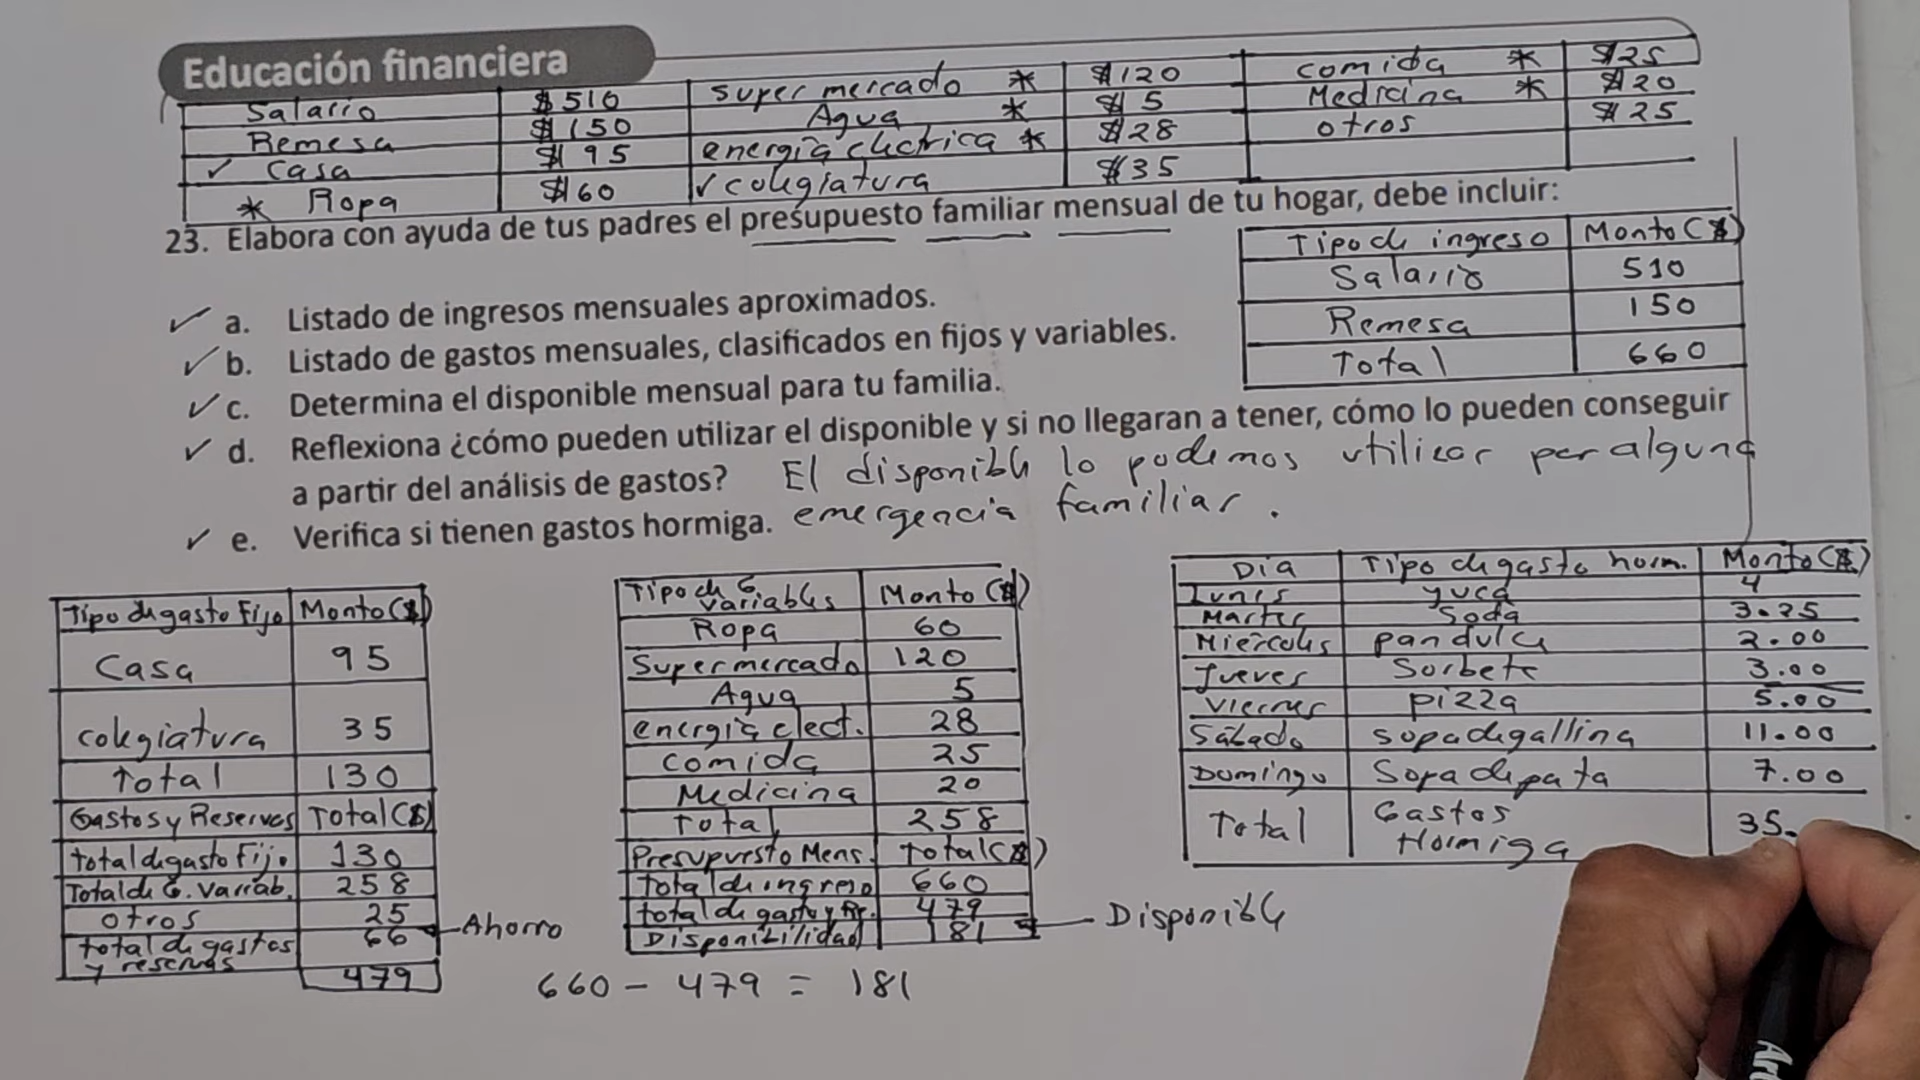 Educación financiera
Salario $510 super mercado * $120 comida * $25
Remesa $150 Agua * $5 Medicina * $20
✓ Casa $95 energía electrica * $28 otros $25
* Ropa $60 ✓ colegiatura $35
23. Elabora con ayuda de tus padres el presupuesto familiar mensual de tu hogar, debe incluir:
✓ a. Listado de ingresos mensuales aproximados.
✓ b. Listado de gastos mensuales, clasificados en fijos y variables.
✓ c. Determina el disponible mensual para tu familia.
✓ d. Reflexiona ¿cómo pueden utilizar el disponible y si no llegaran a tener, cómo lo pueden conseguir
a partir del análisis de gastos? El disponible lo podemos utilizar per alguna
✓ e. Verifica si tienen gastos hormiga. emergencia familiar.
Tipo de ingreso Monto ($)
Salario 510
Remesa 150
Total 660
Tipo de gasto Fijo Monto ($)
Casa 95
colegiatura 35
Total 130
Gastos y Reservas Total ($)
total de gasto Fijo 130
Total de G. Variab. 258
otros 25
66 Ahorro
total de gastos
y reservas 479
Tipo de G. variables Monto ($)
Ropa 60
Supermercado 120
Agua 5
energía elect. 28
Comida 25
Medicina 20
Total 258
Presupuesto Mens. Total ($)
total de ingreso 660
total de gasto y Re. 479
Disponibilidad 181 Disponible
660 - 479 = 181
Dia Tipo de gasto horm. Monto ($)
Lunes yuca 4
Martes Soda 3.25
Miércoles pan dulce 2.00
Jueves Sorbete 3.00
Viernes pizza 5.00
Sábado sopa de gallina 11.00
Domingo Sopa de pata 7.00
Total Gastos Hormiga 35.